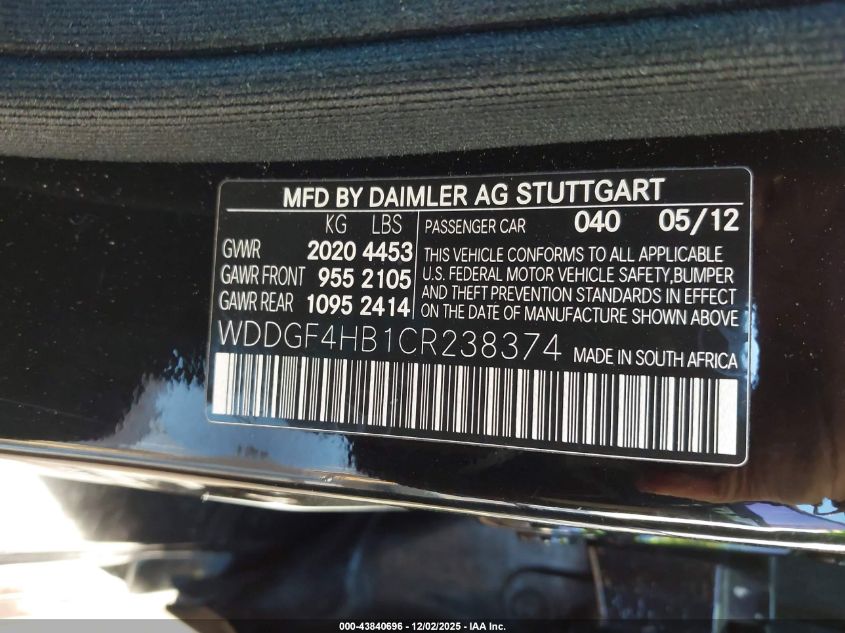 MFD BY DAIMLER AG STUTTGART
KG LBS
GVWR 2020 4453
GAWR FRONT 955 2105
GAWR REAR 1095 2414
PASSENGER CAR 040 05/12
THIS VEHICLE CONFORMS TO ALL APPLICABLE
U.S. FEDERAL MOTOR VEHICLE SAFETY,BUMPER
AND THEFT PREVENTION STANDARDS IN EFFECT
ON THE DATE OF MANUFACTURE SHOWN ABOVE
WDDGF4HB1CR238374 MADE IN SOUTH AFRICA
000-43840696 - 12/02/2025 - IAA Inc.